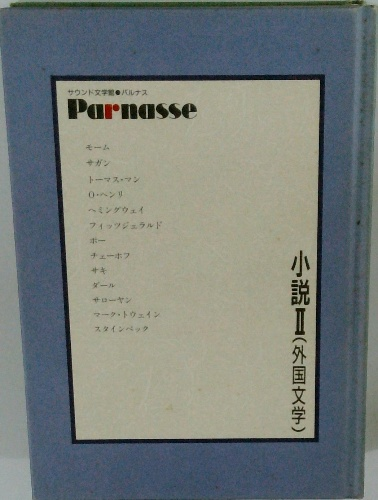 サウンド文学館●パルナス
Parnasse
モーム
サガン
トーマス・マン
O・ヘンリ
ヘミングウェイ
フィッツジェラルド
ポー
チェーホフ
サキ
ダール
サローヤン
マーク・トウェイン
スタインベック
小説Ⅱ(外国文学)